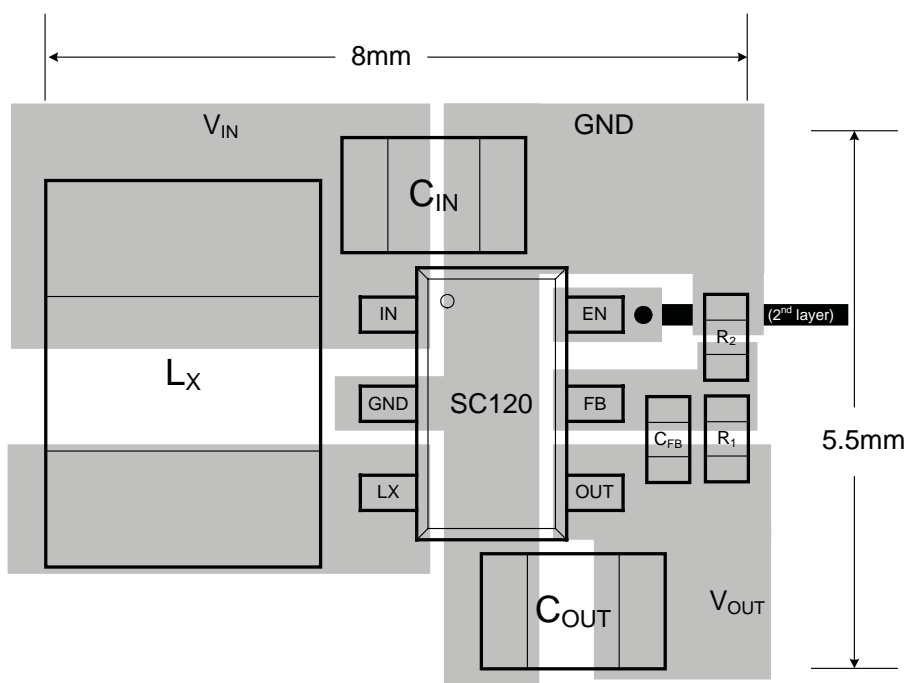 8mm
VIN
GND
CIN
IN
EN
(2nd layer)
R2
LX
GND
SC120
FB
CFB
R1
5.5mm
LX
OUT
COUT
VOUT